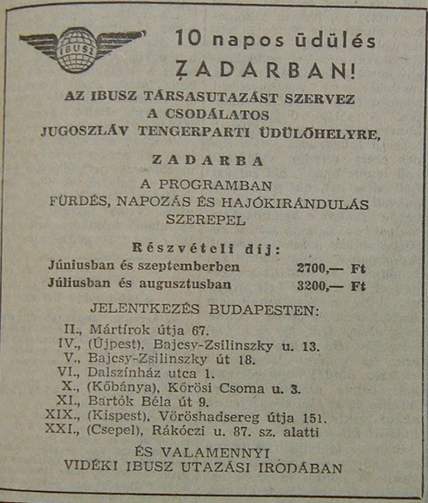 IBUSZ
10 napos üdülés
ZADARBAN!
AZ IBUSZ TÁRSASUTAZÁST SZERVEZ
A CSODÁLATOS
JUGOSZLÁV TENGERPARTI ÜDÜLŐHELYRE,
ZADARBA
A PROGRAMBAN
FÜRDÉS, NAPOZÁS ÉS HAJÓKIRÁNDULÁS
SZEREPEL
Részvételi díj:
Júniusban és szeptemberben 2700,— Ft
Júliusban és augusztusban 3200,— Ft
JELENTKEZÉS BUDAPESTEN:
II., Mártírok útja 67.
IV., (Újpest), Bajcsy-Zsilinszky u. 13.
V., Bajcsy-Zsilinszky út 18.
VI., Dalszínház utca 1.
X., (Kőbánya), Kőrösi Csoma u. 3.
XI., Bartók Béla út 9.
XIX., (Kispest), Vöröshadsereg útja 151.
XXI., (Csepel), Rákóczi u. 87. sz. alatti
ÉS VALAMENNYI
VIDÉKI IBUSZ UTAZÁSI IRODÁBAN